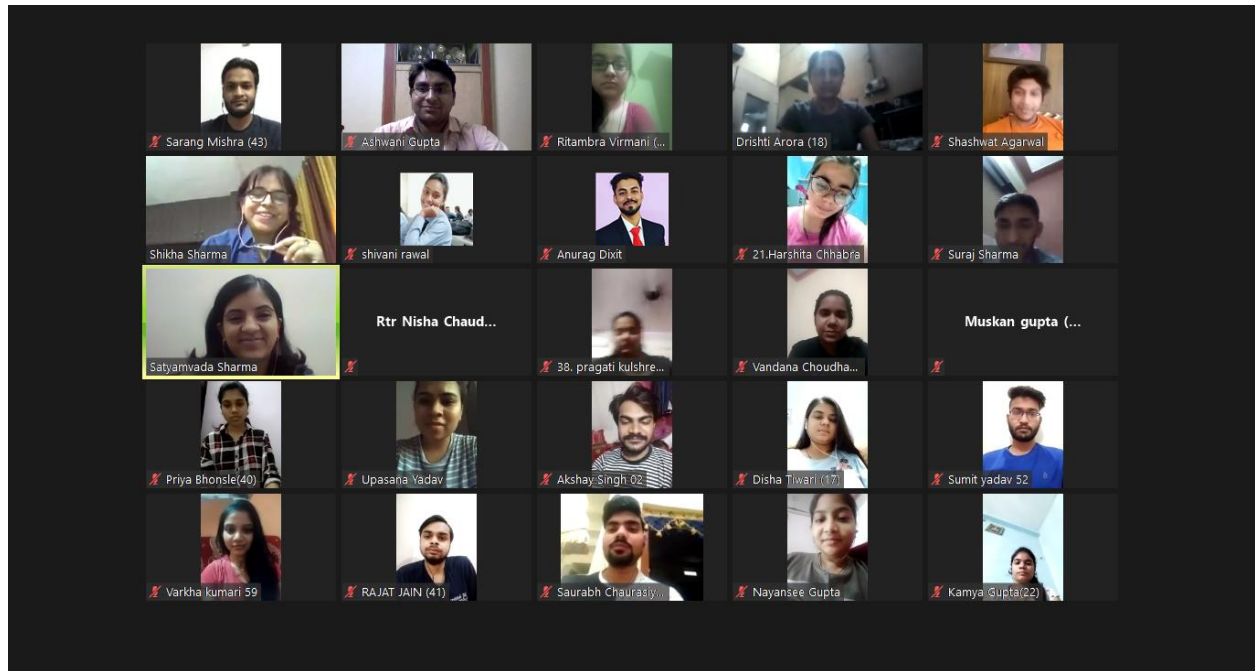 Sarang Mishra (43)
Ashwani Gupta
Ritambra Virmani (...
Drishti Arora (18)
Shashwat Agarwal
Shikha Sharma
shivani rawal
Anurag Dixit
21.Harshita Chhabra
Suraj Sharma
Satyamvada Sharma
Rtr Nisha Chaud...
38. pragati kulshre...
Vandana Choudha...
Muskan gupta (...
Priya Bhonsle(40)
Upasana Yadav
Akshay Singh 02
Disha Tiwari (17)
Sumit yadav 52
Varkha kumari 59
RAJAT JAIN (41)
Saurabh Chaurasiy...
Nayansee Gupta
Kamya Gupta(22)